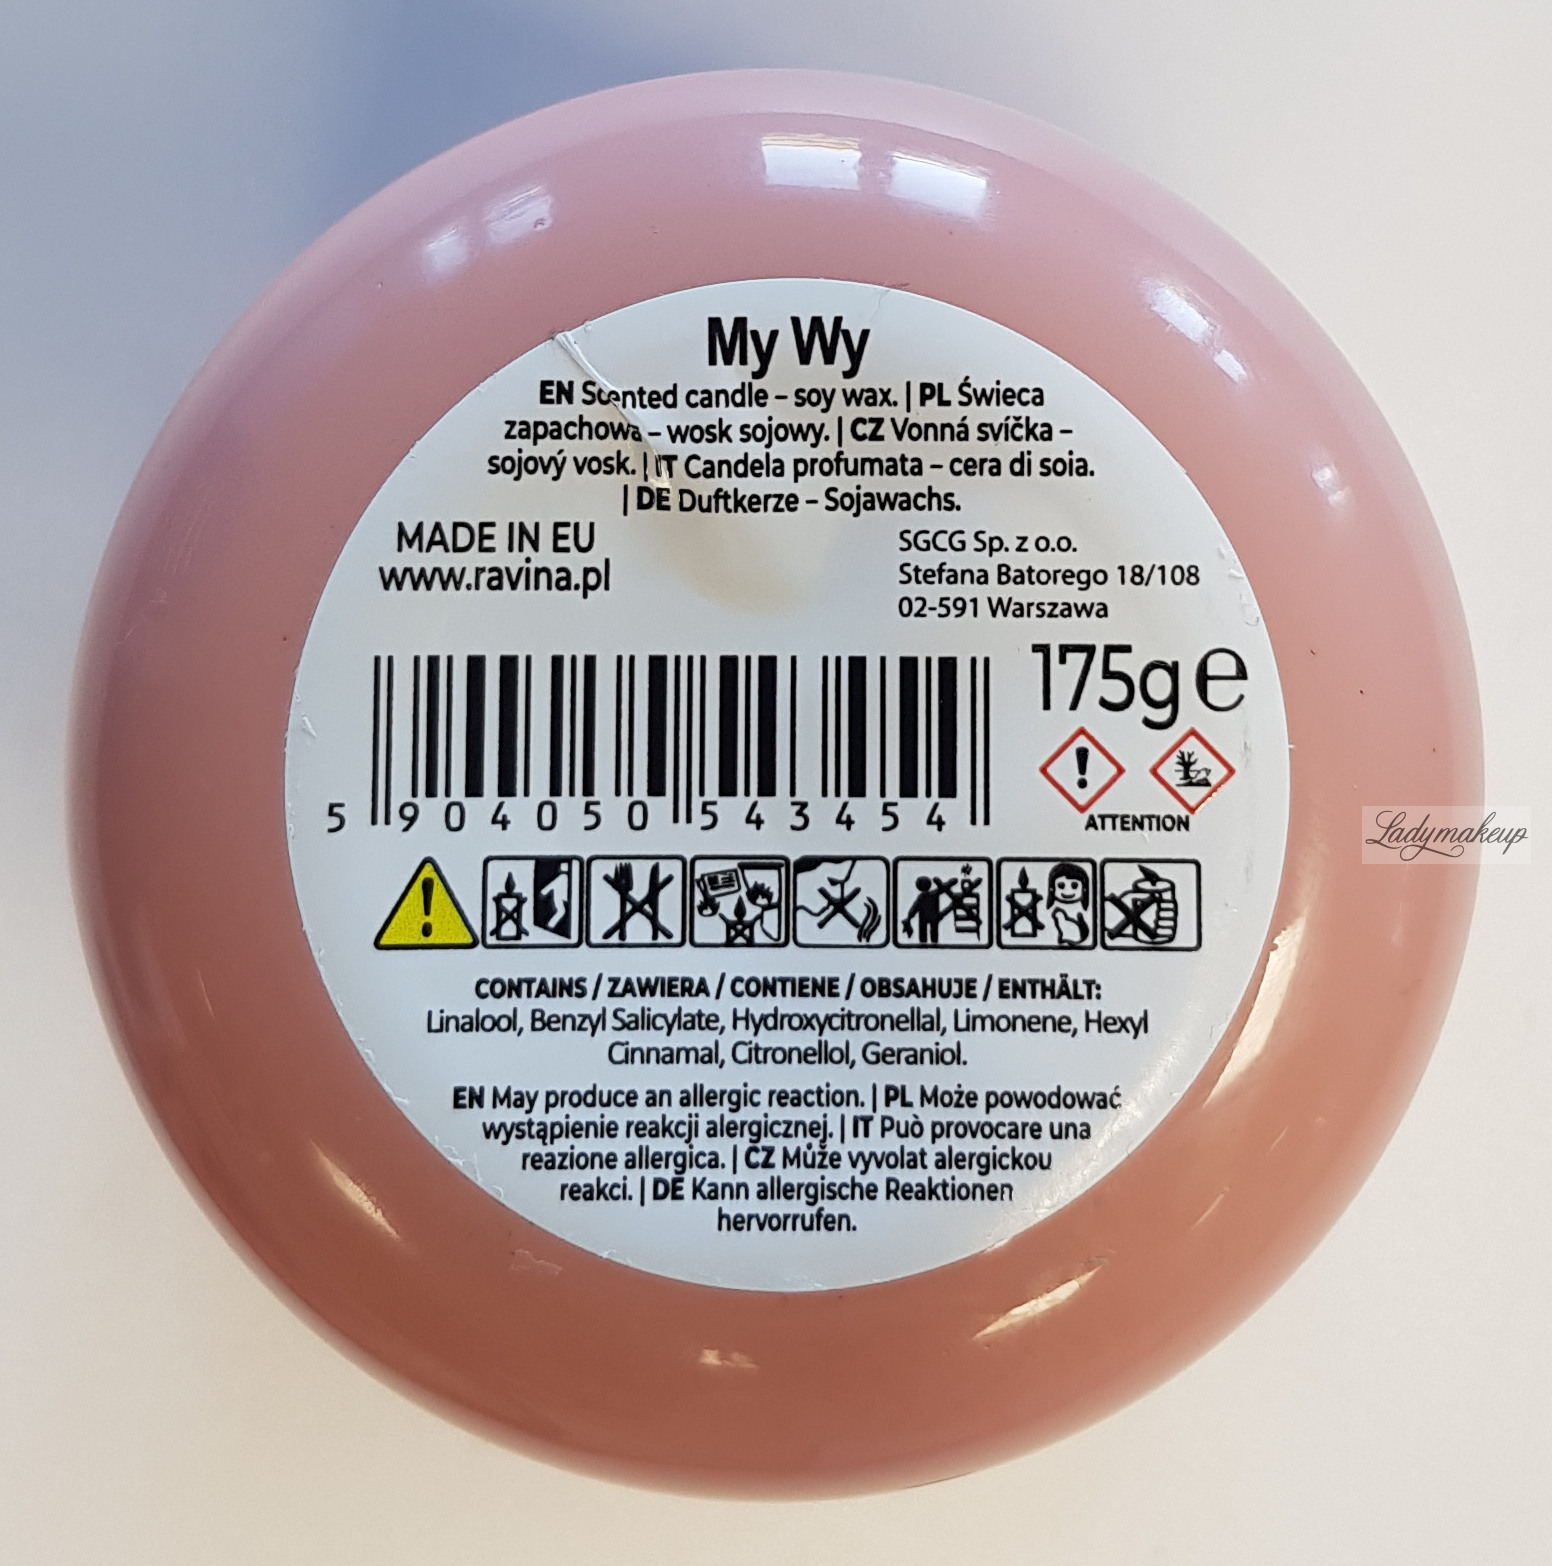 My Wy
EN Scented candle – soy wax. | PL Świeca
zapachowa – wosk sojowy. | CZ Vonná svíčka –
sojový vosk. | IT Candela profumata – cera di soia.
| DE Duftkerze – Sojawachs.
MADE IN EU
www.ravina.pl
SGCG Sp. z o.o.
Stefana Batorego 18/108
02-591 Warszawa
175g e
5 904050 543454
ATTENTION
CONTAINS / ZAWIERA / CONTIENE / OBSAHUJE / ENTHÄLT:
Linalool, Benzyl Salicylate, Hydroxycitronellal, Limonene, Hexyl
Cinnamal, Citronellol, Geraniol.
EN May produce an allergic reaction. | PL Może powodować
wystąpienie reakcji alergicznej. | IT Può provocare una
reazione allergica. | CZ Může vyvolat alergickou
reakci. | DE Kann allergische Reaktionen
hervorrufen.
Ladymakeup